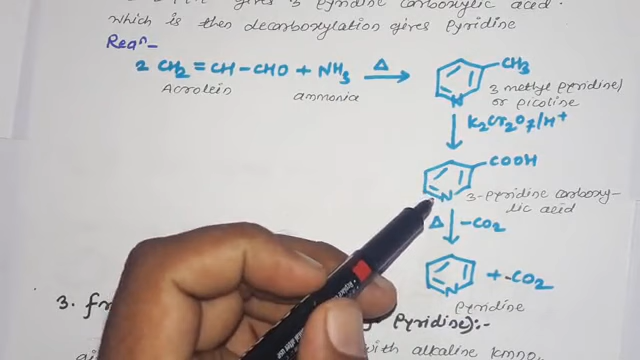 gives 3 pyridine carboxylic acid.
which is then decarboxylation gives Pyridine
Reaⁿ-
2 CH₂=CH-CHO + NH₃ Δ CH₃
Acrolein ammonia 3 methyl pyridine)
or picoline
K₂Cr₂O₇/H⁺
COOH
N 3-pyridine carboxy-
lic acid
Δ -CO₂
N + -CO₂
Pyridine
3. fr Pyridine):-
with alkaline KMnO₄